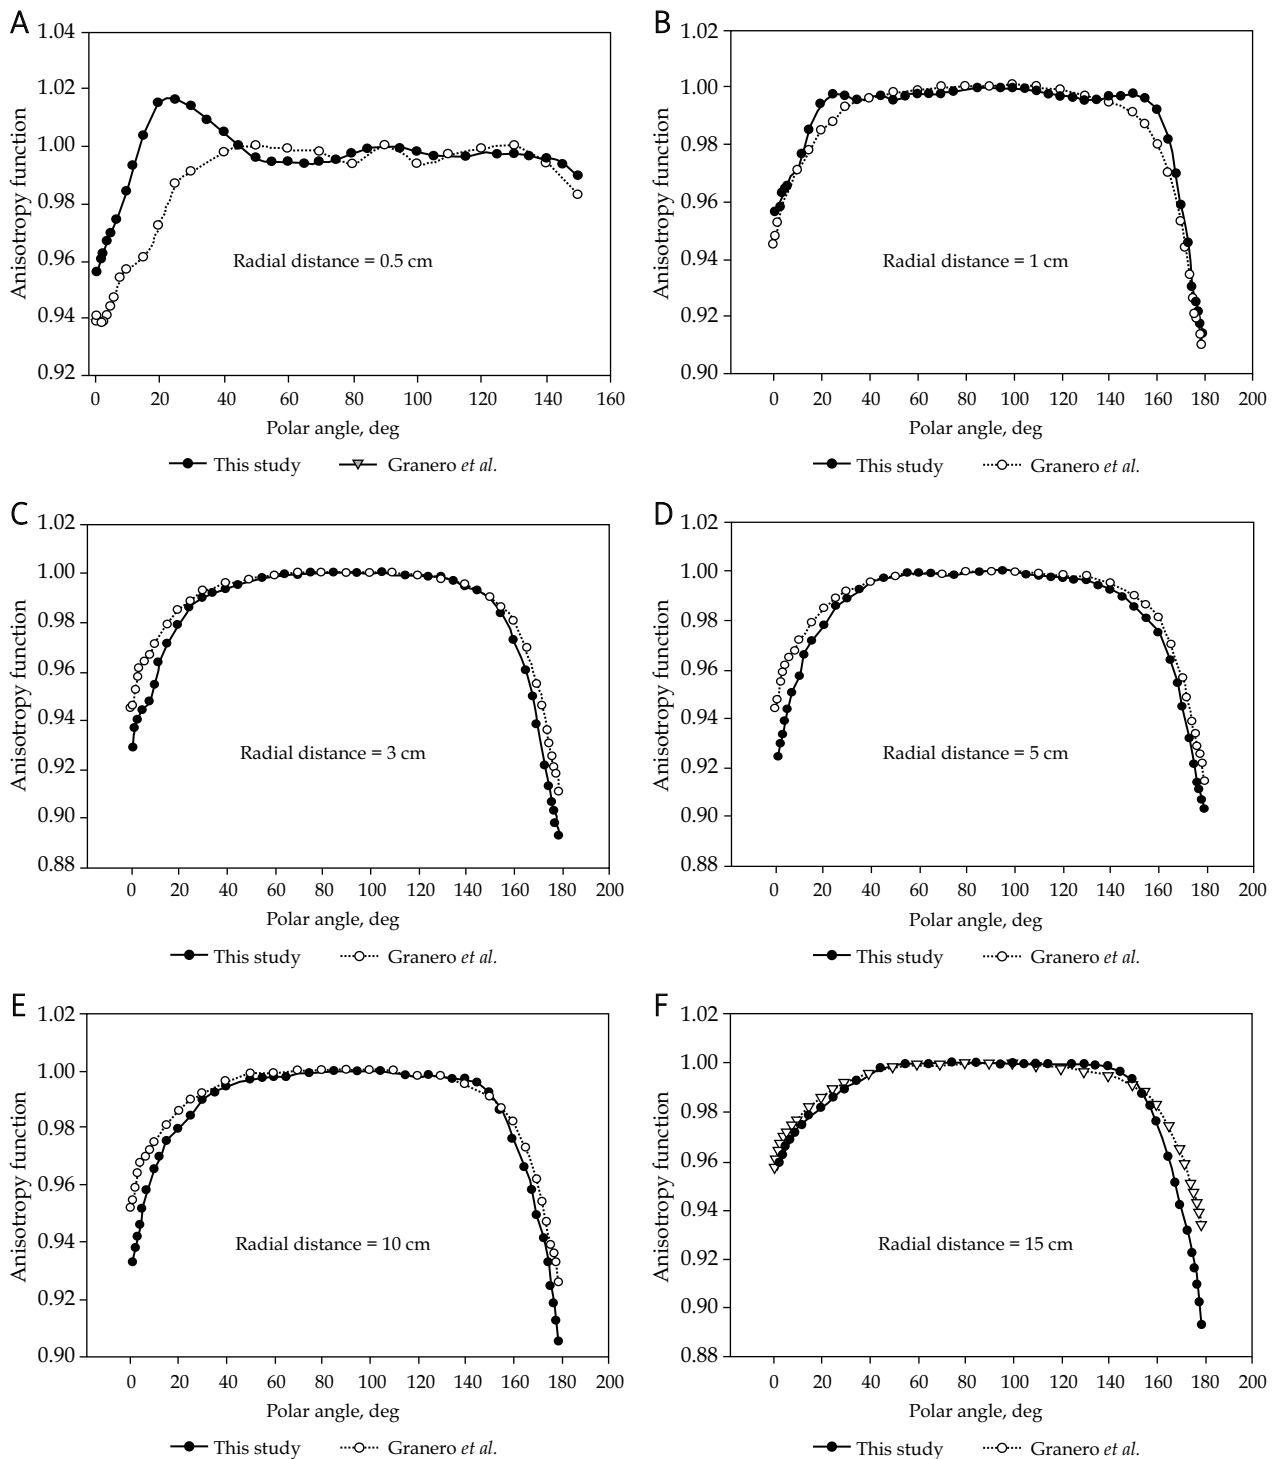 A
1.04
1.02
1.00
0.98
0.96
0.94
0.92
Anisotropy function
Radial distance = 0.5 cm
0 20 40 60 80 100 120 140 160
Polar angle, deg
This study Granero et al.
B
1.02
1.00
0.98
0.96
0.94
0.92
0.90
Anisotropy function
Radial distance = 1 cm
0 20 40 60 80 100 120 140 160 180 200
Polar angle, deg
This study Granero et al.
C
1.02
1.00
0.98
0.96
0.94
0.92
0.90
0.88
Anisotropy function
Radial distance = 3 cm
0 20 40 60 80 100 120 140 160 180 200
Polar angle, deg
This study Granero et al.
D
1.02
1.00
0.98
0.96
0.94
0.92
0.90
0.88
Anisotropy function
Radial distance = 5 cm
0 20 40 60 80 100 120 140 160 180 200
Polar angle, deg
This study Granero et al.
E
1.02
1.00
0.98
0.96
0.94
0.92
0.90
Anisotropy function
Radial distance = 10 cm
0 20 40 60 80 100 120 140 160 180 200
Polar angle, deg
This study Granero et al.
F
1.02
1.00
0.98
0.96
0.94
0.92
0.90
0.88
Anisotropy function
Radial distance = 15 cm
0 20 40 60 80 100 120 140 160 180 200
Polar angle, deg
This study Granero et al.